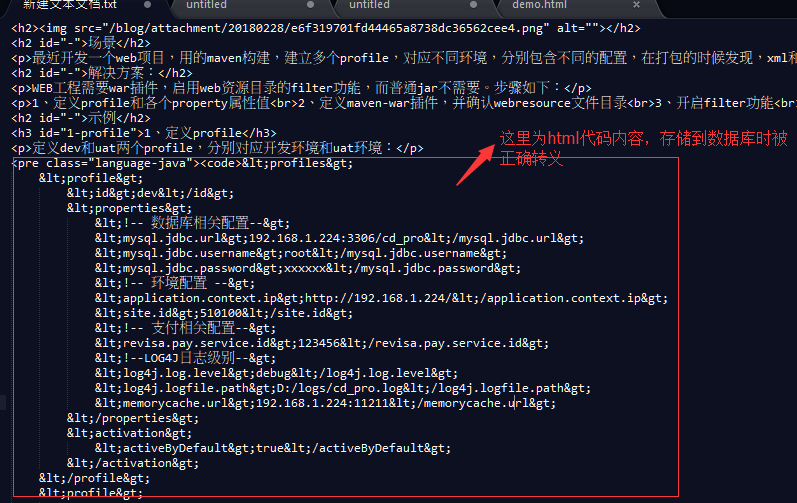 新建文本文档.txt
untitled
untitled
demo.html
<h2><img src="/blog/attachment/20180228/e6f319701fd44465a8738dc36562cee4.png" alt=""></h2>
<h2 id="-">场景</h2>
<p>最近开发一个web项目，用的maven构建，建立多个profile，对应不同环境，分别包含不同的配置，在打包的时候发现，xml和
<h2 id="-">解决方案：</h2>
<p>WEB工程需要war插件，启用web资源目录的filter功能，而普通jar不需要。步骤如下：</p>
<p>1、定义profile和各个property属性值<br>2、定义maven-war插件，并确认webresource文件目录<br>3、开启filter功能<br>
<h2 id="-">示例</h2>
<h3 id="1-profile">1、定义profile</h3>
<p>定义dev和uat两个profile，分别对应开发环境和uat环境：</p>
这里为html代码内容，存储到数据库时被
正确转义
<pre class="language-java"><code>&lt;profiles&gt;
&lt;profile&gt;
&lt;id&gt;dev&lt;/id&gt;
&lt;properties&gt;
&lt;!-- 数据库相关配置--&gt;
&lt;mysql.jdbc.url&gt;192.168.1.224:3306/cd_pro&lt;/mysql.jdbc.url&gt;
&lt;mysql.jdbc.username&gt;root&lt;/mysql.jdbc.username&gt;
&lt;mysql.jdbc.password&gt;xxxxxx&lt;/mysql.jdbc.password&gt;
&lt;!-- 环境配置 --&gt;
&lt;application.context.ip&gt;http://192.168.1.224/&lt;/application.context.ip&gt;
&lt;site.id&gt;510100&lt;/site.id&gt;
&lt;!-- 支付相关配置--&gt;
&lt;revisa.pay.service.id&gt;123456&lt;/revisa.pay.service.id&gt;
&lt;!--LOG4J日志级别--&gt;
&lt;log4j.log.level&gt;debug&lt;/log4j.log.level&gt;
&lt;log4j.logfile.path&gt;D:/logs/cd_pro.log&lt;/log4j.logfile.path&gt;
&lt;memorycache.url&gt;192.168.1.224:11211&lt;/memorycache.url&gt;
&lt;/properties&gt;
&lt;activation&gt;
&lt;activeByDefault&gt;true&lt;/activeByDefault&gt;
&lt;/activation&gt;
&lt;/profile&gt;
&lt;profile&gt;